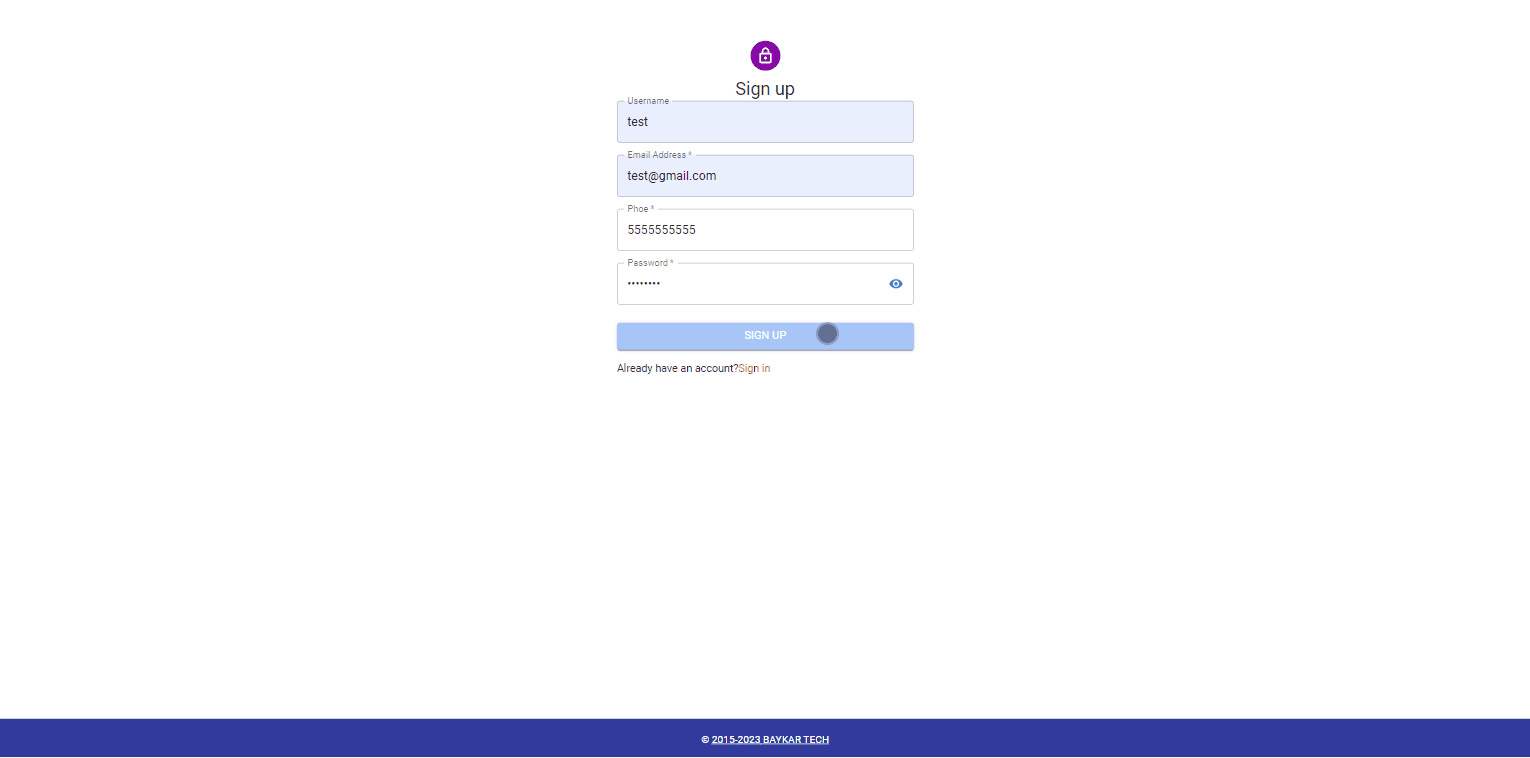 Sign up
Username
test
Email Address *
test@gmail.com
Phoe *
5555555555
Password *
••••••••
SIGN UP
Already have an account?Sign in
© 2015-2023 BAYKAR TECH